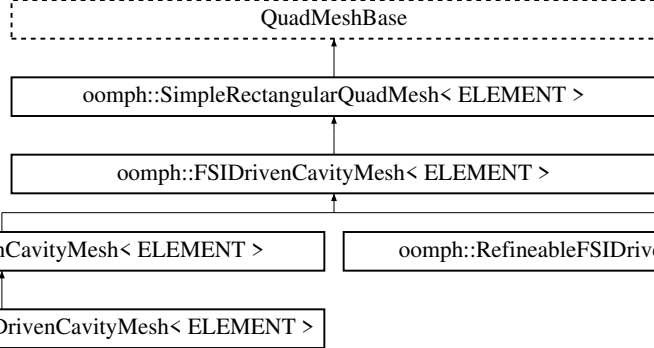 QuadMeshBase
oomph::SimpleRectangularQuadMesh< ELEMENT >
oomph::FSIDrivenCavityMesh< ELEMENT >
nCavityMesh< ELEMENT >
oomph::RefineableFSIDrive
DrivenCavityMesh< ELEMENT >